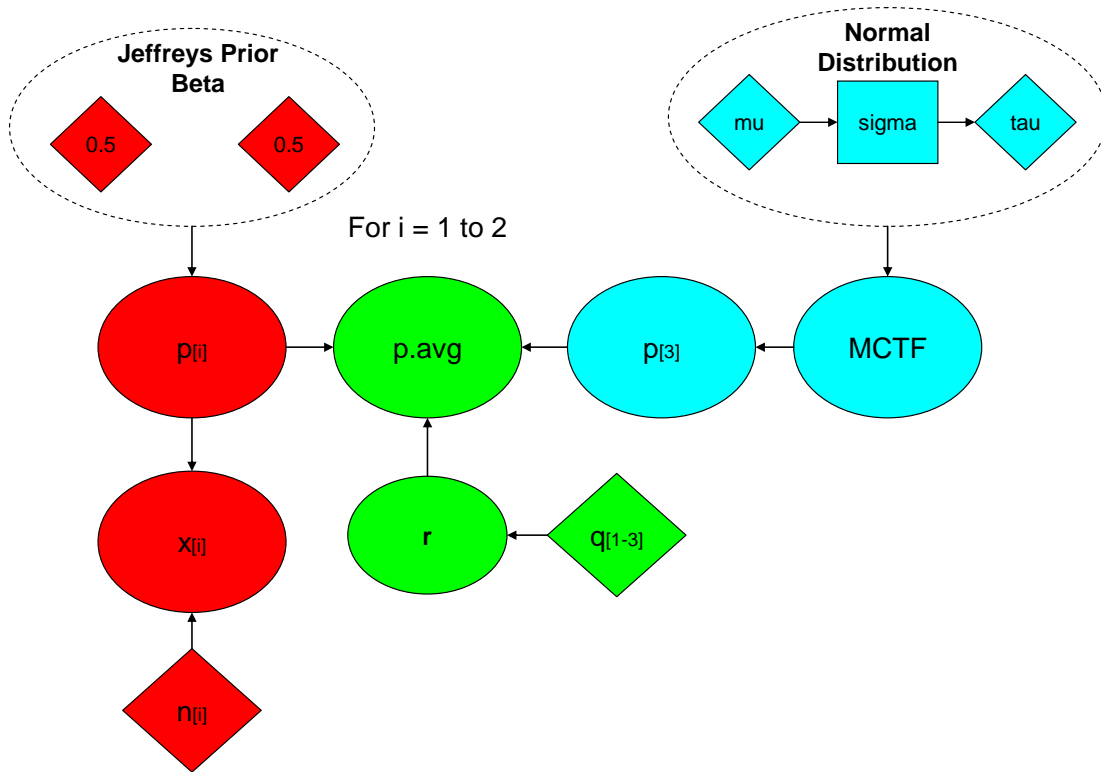 Jeffreys Prior
Beta
0.5
0.5
Normal
Distribution
mu
sigma
tau
For i = 1 to 2
p[i]
p.avg
p[3]
MCTF
x[i]
r
q[1-3]
n[i]